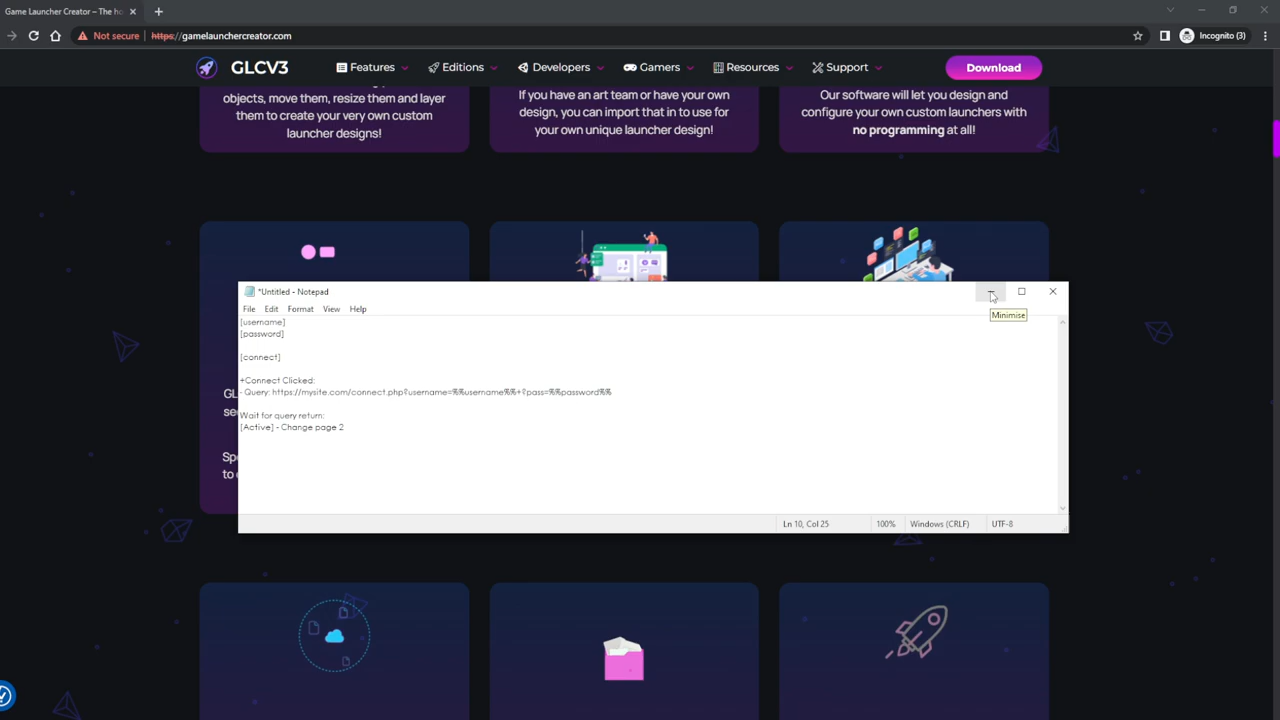 Game Launcher Creator – The ho
Not secure
https://gamelaunchercreator.com
Incognito (3)
GLCV3
Features
Editions
Developers
Gamers
Resources
Support
Download
objects, move them, resize them and layer
them to create your very own custom
launcher designs!
If you have an art team or have your own
design, you can import that in to use for
your own unique launcher design!
Our software will let you design and
configure your own custom launchers with
no programming at all!
*Untitled - Notepad
Minimise
File
Edit
Format
View
Help
[username]
[password]
[connect]
+Connect Clicked:
- Query: https://mysite.com/connect.php?username=%%username%%+?pass=%%password%%
Wait for query return:
[Active] - Change page 2
Ln 10, Col 25
100%
Windows (CRLF)
UTF-8